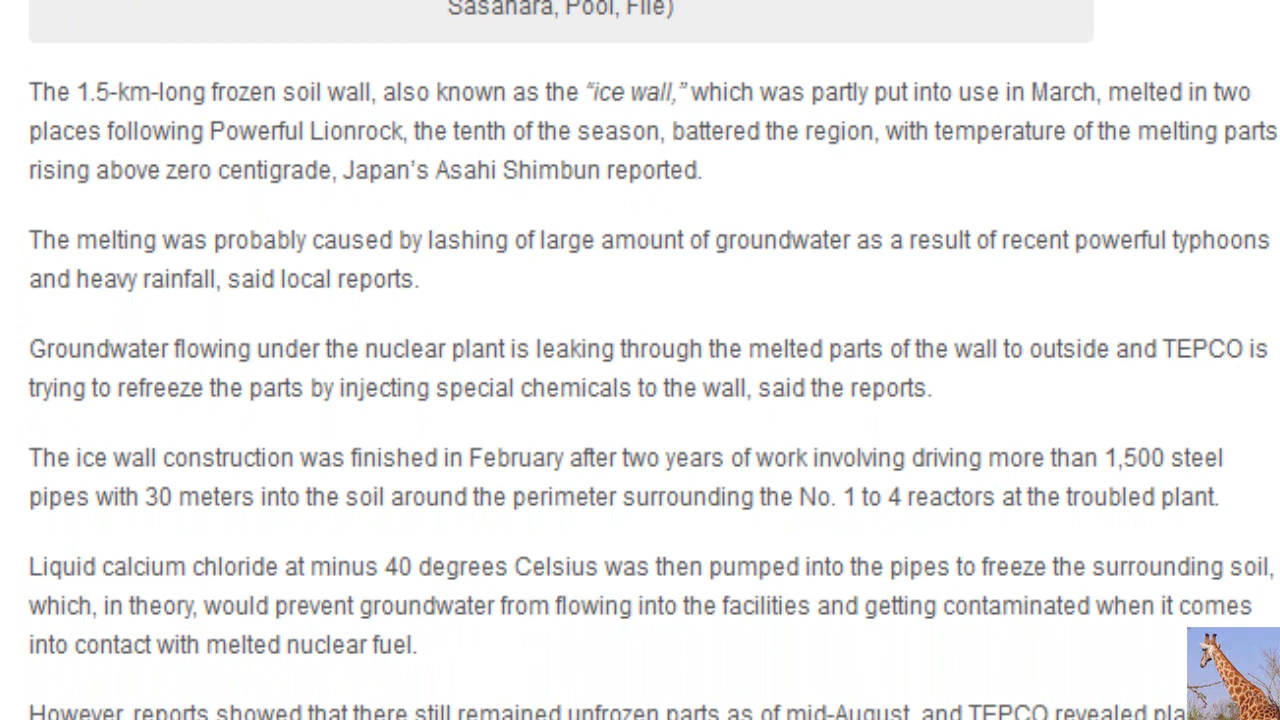 Sasahara, Pool, File)
The 1.5-km-long frozen soil wall, also known as the “ice wall,” which was partly put into use in March, melted in two
places following Powerful Lionrock, the tenth of the season, battered the region, with temperature of the melting parts
rising above zero centigrade, Japan’s Asahi Shimbun reported.
The melting was probably caused by lashing of large amount of groundwater as a result of recent powerful typhoons
and heavy rainfall, said local reports.
Groundwater flowing under the nuclear plant is leaking through the melted parts of the wall to outside and TEPCO is
trying to refreeze the parts by injecting special chemicals to the wall, said the reports.
The ice wall construction was finished in February after two years of work involving driving more than 1,500 steel
pipes with 30 meters into the soil around the perimeter surrounding the No. 1 to 4 reactors at the troubled plant.
Liquid calcium chloride at minus 40 degrees Celsius was then pumped into the pipes to freeze the surrounding soil,
which, in theory, would prevent groundwater from flowing into the facilities and getting contaminated when it comes
into contact with melted nuclear fuel.
However, reports showed that there still remained unfrozen parts as of mid-August, and TEPCO revealed